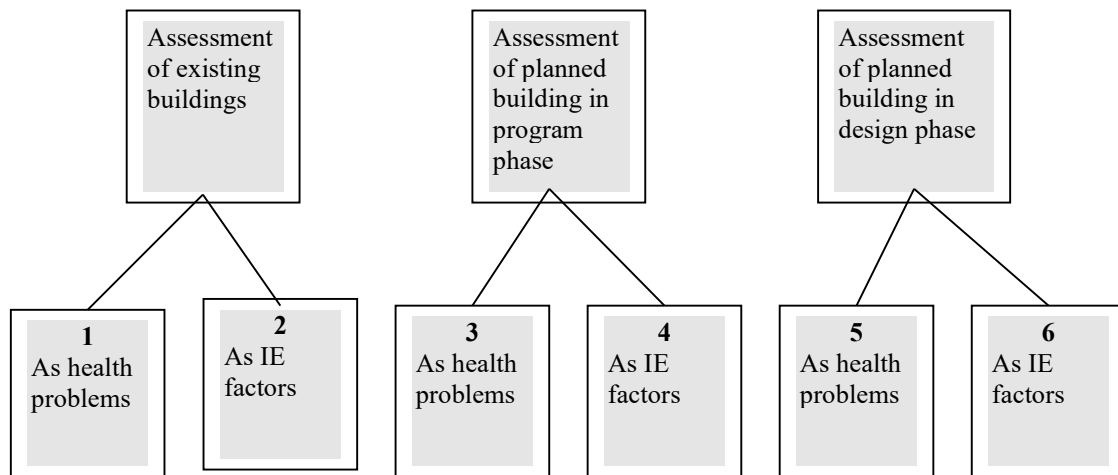 Assessment
of existing
buildings
Assessment
of planned
building in
program
phase
Assessment
of planned
building in
design phase
1
As health
problems
2
As IE
factors
3
As health
problems
4
As IE
factors
5
As health
problems
6
As IE
factors